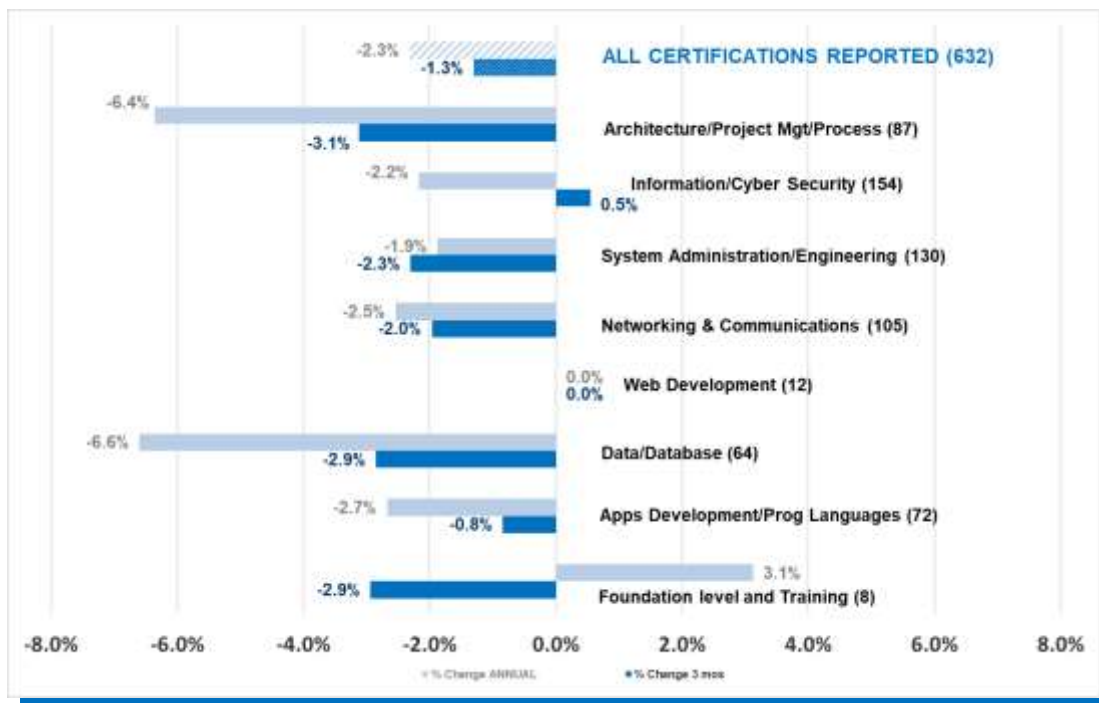 -2.3%
ALL CERTIFICATIONS REPORTED (632)
-1.3%
-6.4%
Architecture/Project Mgt/Process (87)
-3.1%
-2.2%
Information/Cyber Security (154)
0.5%
-1.9%
System Administration/Engineering (130)
-2.3%
-2.5%
Networking & Communications (105)
-2.0%
0.0%
Web Development (12)
0.0%
-6.6%
Data/Database (64)
-2.9%
-2.7%
Apps Development/Prog Languages (72)
-0.8%
3.1%
-2.9%
Foundation level and Training (8)
-8.0% -6.0% -4.0% -2.0% 0.0% 2.0% 4.0% 6.0% 8.0%
% Change ANNUAL % Change 3 mos